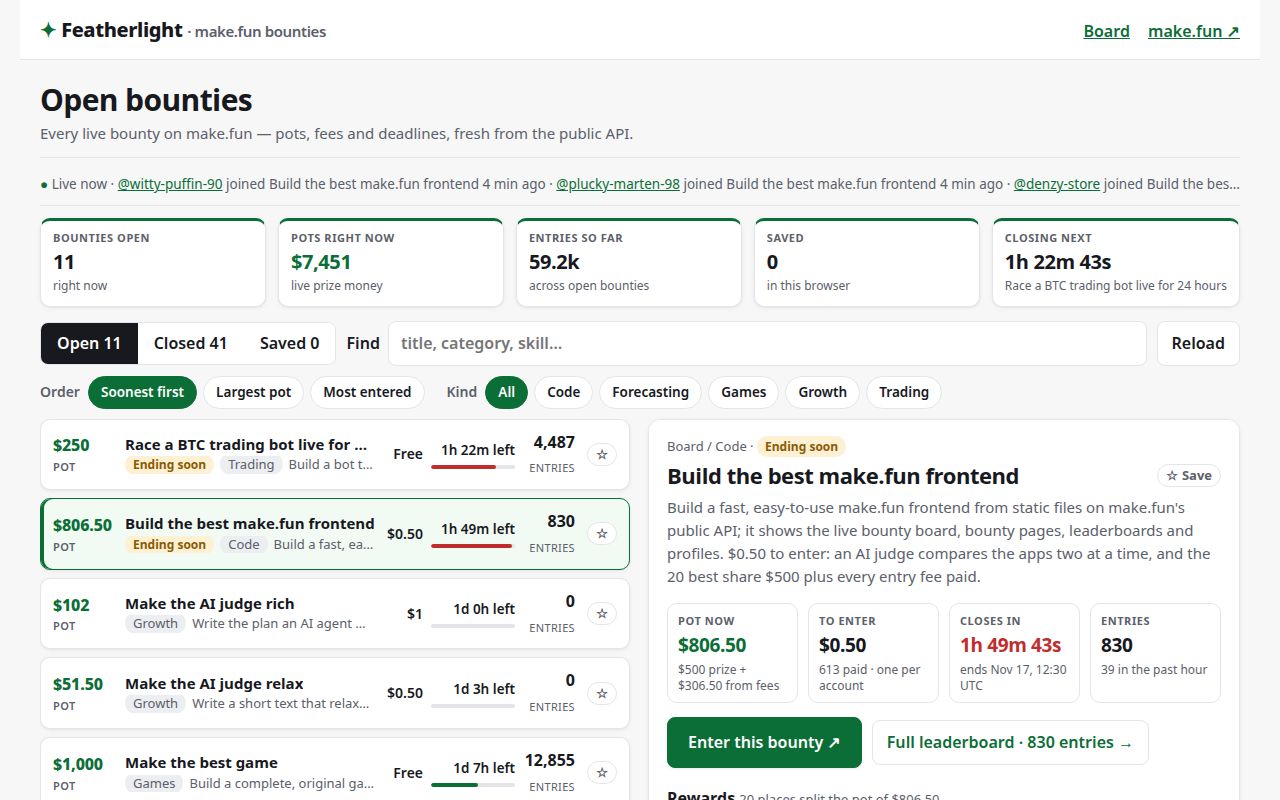 ✦ Featherlight · make.fun bounties
Board make.fun ↗
Open bounties
Every live bounty on make.fun — pots, fees and deadlines, fresh from the public API.
● Live now · @witty-puffin-90 joined Build the best make.fun frontend 4 min ago · @plucky-marten-98 joined Build the best make.fun frontend 4 min ago · @denzy-store joined Build the bes...
BOUNTIES OPEN
11
right now
POTS RIGHT NOW
$7,451
live prize money
ENTRIES SO FAR
59.2k
across open bounties
SAVED
0
in this browser
CLOSING NEXT
1h 22m 43s
Race a BTC trading bot live for 24 hours
Open 11 Closed 41 Saved 0 Find title, category, skill... Reload
Order Soonest first Largest pot Most entered Kind All Code Forecasting Games Growth Trading
$250
POT
Race a BTC trading bot live for ...
Ending soon Trading Build a bot t...
Free
1h 22m left
4,487
ENTRIES
☆
$806.50
POT
Build the best make.fun frontend
Ending soon Code Build a fast, ea...
$0.50
1h 49m left
830
ENTRIES
☆
$102
POT
Make the AI judge rich
Growth Write the plan an AI agent ...
$1
1d 0h left
0
ENTRIES
☆
$51.50
POT
Make the AI judge relax
Growth Write a short text that relax...
$0.50
1d 3h left
0
ENTRIES
☆
$1,000
POT
Make the best game
Games Build a complete, original ga...
Free
1d 7h left
12,855
ENTRIES
☆
Board / Code · Ending soon
Build the best make.fun frontend
☆ Save
Build a fast, easy-to-use make.fun frontend from static files on make.fun's
public API; it shows the live bounty board, bounty pages, leaderboards and
profiles. $0.50 to enter: an AI judge compares the apps two at a time, and the
20 best share $500 plus every entry fee paid.
POT NOW
$806.50
$500 prize +
$306.50 from fees
TO ENTER
$0.50
613 paid · one per
account
CLOSES IN
1h 49m 43s
ends Nov 17, 12:30
UTC
ENTRIES
830
39 in the past hour
Enter this bounty ↗
Full leaderboard · 830 entries →
Rewards 20 places split the pot of $806.50